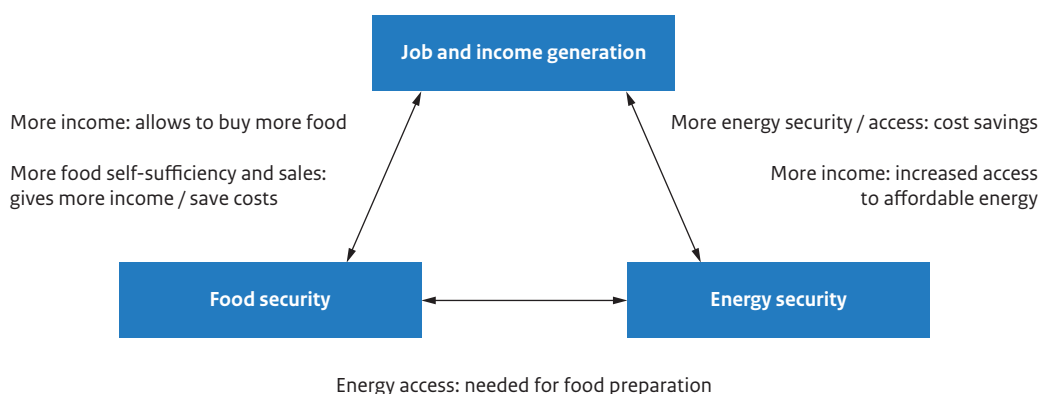 Job and income generation
More income: allows to buy more food
More energy security / access: cost savings
More food self-sufficiency and sales:
gives more income / save costs
More income: increased access
to affordable energy
Food security
Energy security
Energy access: needed for food preparation